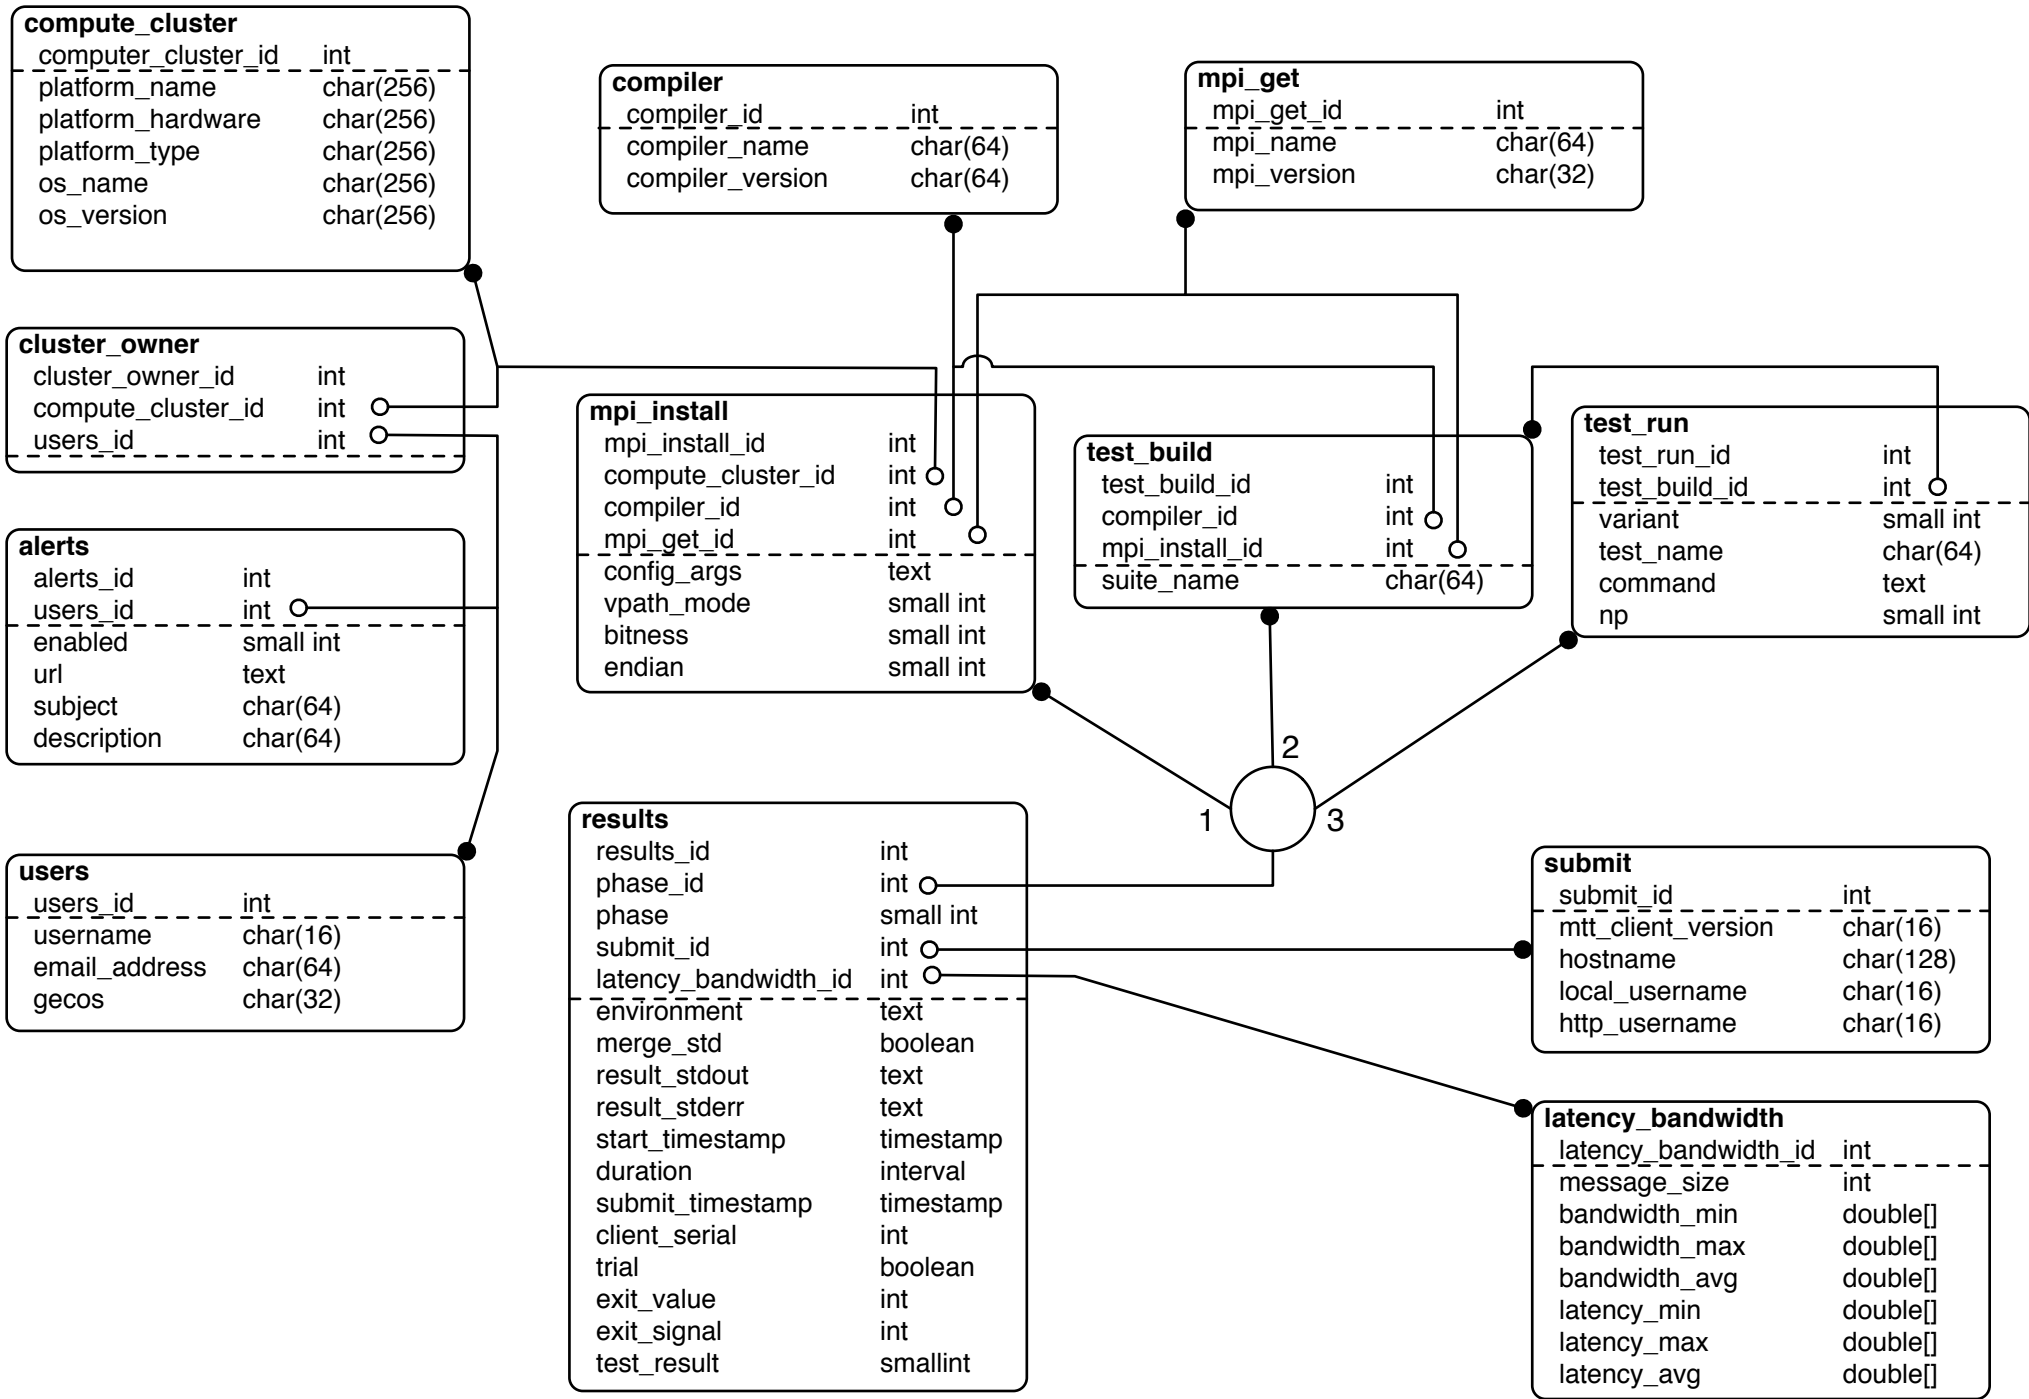 compute_cluster
computer_cluster_id int
platform_name char(256)
platform_hardware char(256)
platform_type char(256)
os_name char(256)
os_version char(256)
compiler
compiler_id int
compiler_name char(64)
compiler_version char(64)
mpi_get
mpi_get_id int
mpi_name char(64)
mpi_version char(32)
cluster_owner
cluster_owner_id int
compute_cluster_id int
users_id int
mpi_install
mpi_install_id int
compute_cluster_id int
compiler_id int
mpi_get_id int
config_args text
vpath_mode small int
bitness small int
endian small int
test_build
test_build_id int
compiler_id int
mpi_install_id int
suite_name char(64)
test_run
test_run_id int
test_build_id int
variant small int
test_name char(64)
command text
np small int
alerts
alerts_id int
users_id int
enabled small int
url text
subject char(64)
description char(64)
2
1
3
users
users_id int
username char(16)
email_address char(64)
gecos char(32)
results
results_id int
phase_id int
phase small int
submit_id int
latency_bandwidth_id int
environment text
merge_std boolean
result_stdout text
result_stderr text
start_timestamp timestamp
duration interval
submit_timestamp timestamp
client_serial int
trial boolean
exit_value int
exit_signal int
test_result smallint
submit
submit_id int
mtt_client_version char(16)
hostname char(128)
local_username char(16)
http_username char(16)
latency_bandwidth
latency_bandwidth_id int
message_size int
bandwidth_min double[]
bandwidth_max double[]
bandwidth_avg double[]
latency_min double[]
latency_max double[]
latency_avg double[]